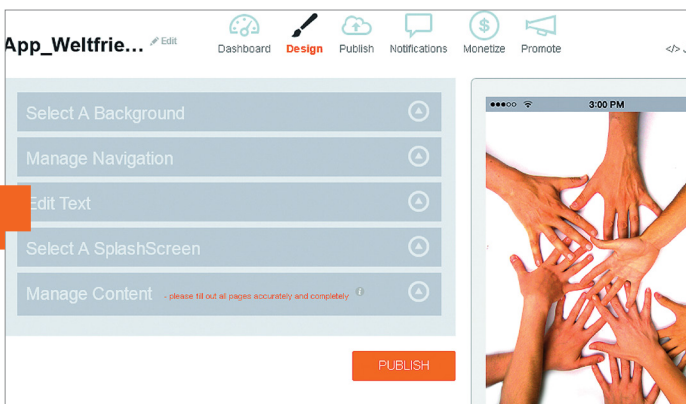 App_Weltfrie... Edit
Dashboard Design Publish Notifications Monetize Promote
Select A Background
Manage Navigation
Edit Text
Select A SplashScreen
Manage Content - please fill out all pages accurately and completely
PUBLISH
3:00 PM